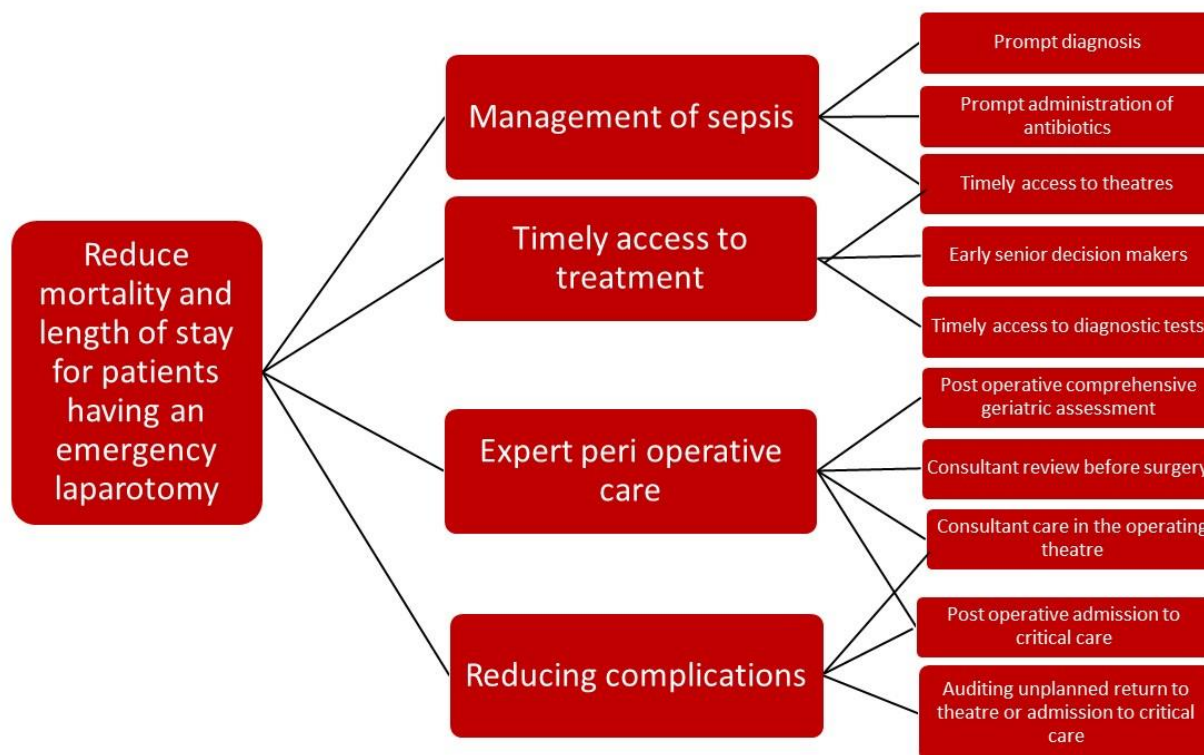 Reduce
mortality and
length of stay
for patients
having an
emergency
laparotomy
Management of sepsis
Timely access to
treatment
Expert peri operative
care
Reducing complications
Prompt diagnosis
Prompt administration of
antibiotics
Timely access to theatres
Early senior decision makers
Timely access to diagnostic tests
Post operative comprehensive
geriatric assessment
Consultant review before surgery
Consultant care in the operating
theatre
Post operative admission to
critical care
Auditing unplanned return to
theatre or admission to critical
care